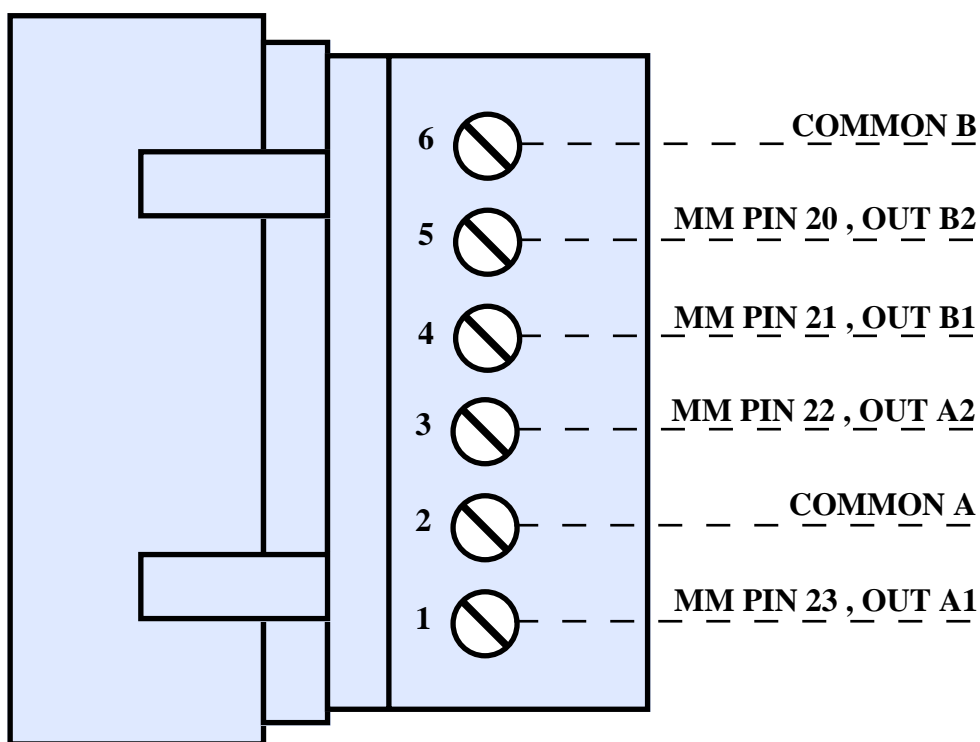 6 COMMON B
5 MM PIN 20 , OUT B2
4 MM PIN 21 , OUT B1
3 MM PIN 22 , OUT A2
2 COMMON A
1 MM PIN 23 , OUT A1